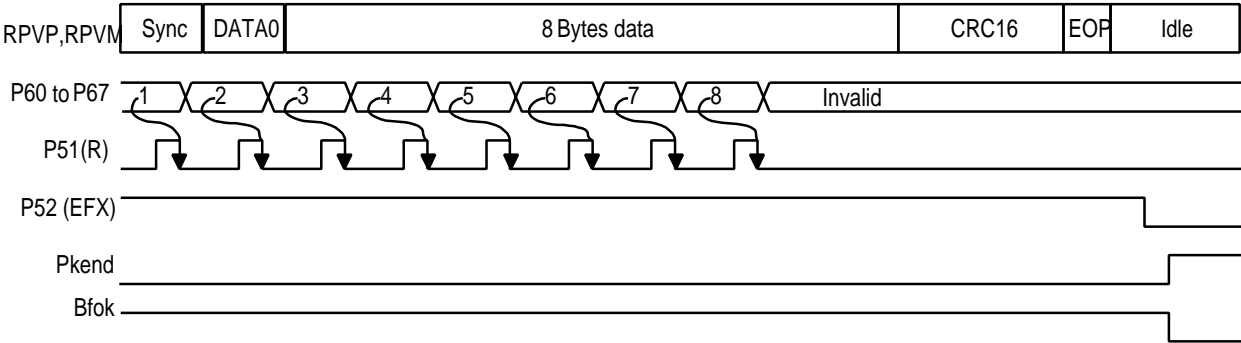 RPVP,RPVM Sync DATA0 8 Bytes data CRC16 EOP Idle
P60 to P67 1 2 3 4 5 6 7 8 Invalid
P51(R)
P52 (EFX)
Pkend
Bfok